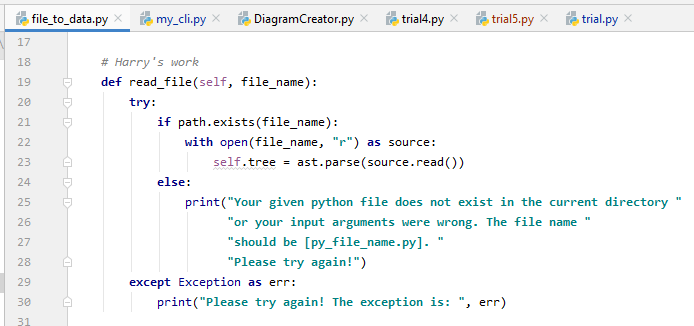 file_to_data.py my_cli.py DiagramCreator.py trial4.py trial5.py trial.py
17
18 # Harry's work
19 def read_file(self, file_name):
20 try:
21 if path.exists(file_name):
22 with open(file_name, "r") as source:
23 self.tree = ast.parse(source.read())
24 else:
25 print("Your given python file does not exist in the current directory "
26 "or your input arguments were wrong. The file name "
27 "should be [py_file_name.py]. "
28 "Please try again!")
29 except Exception as err:
30 print("Please try again! The exception is: ", err)
31